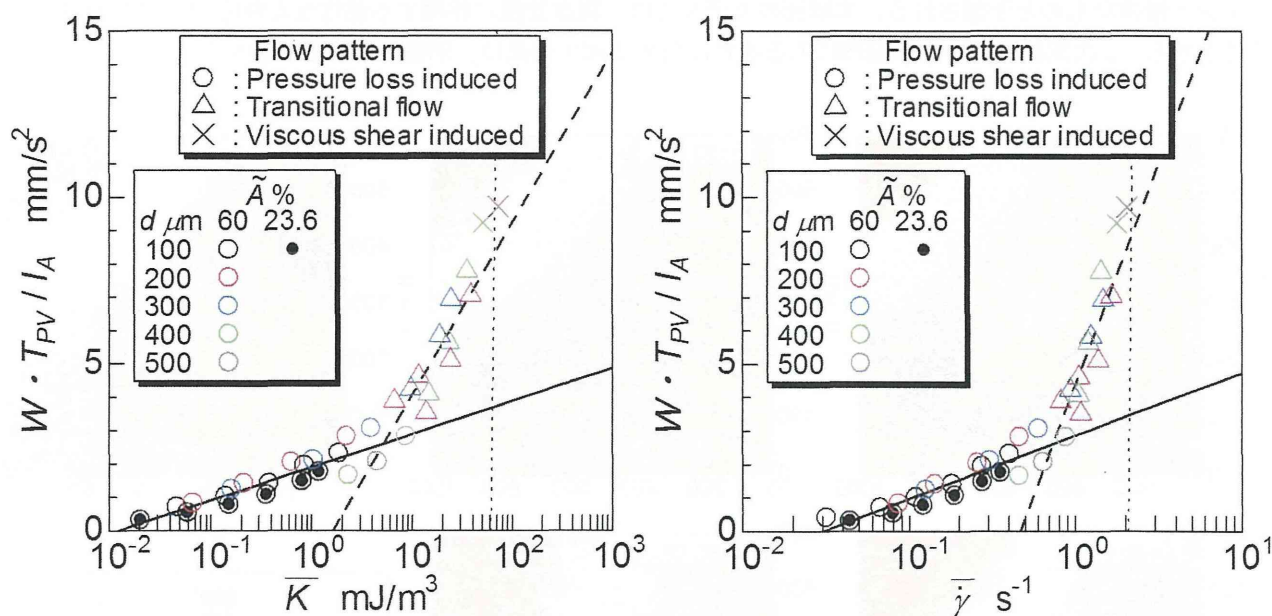 15
10
5
0
W · T_PV / I_A mm/s²
Flow pattern
○ : Pressure loss induced
△ : Transitional flow
× : Viscous shear induced
Ã %
d μm 60 23.6
100 ○ ●
200 ○
300 ○
400 ○
500 ○
10⁻² 10⁻¹ 10⁰ 10¹ 10² 10³
K̅ mJ/m³
15
10
5
0
W · T_PV / I_A mm/s²
Flow pattern
○ : Pressure loss induced
△ : Transitional flow
× : Viscous shear induced
Ã %
d μm 60 23.6
100 ○ ●
200 ○
300 ○
400 ○
500 ○
10⁻² 10⁻¹ 10⁰ 10¹
γ̇̅ s⁻¹